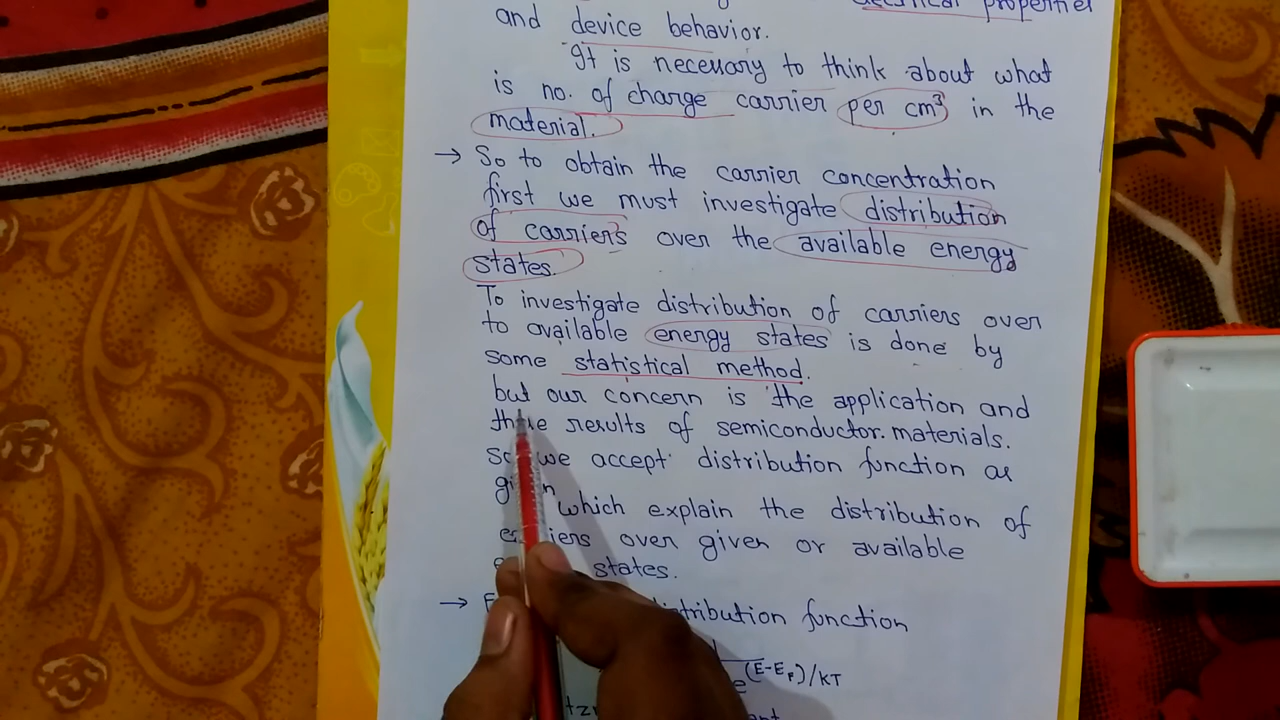 electrical properties
and device behavior.
It is necessary to think about what
is no. of charge carrier per cm³ in the
material.
→ So to obtain the carrier concentration
first we must investigate distribution
of carriers over the available energy
states.
To investigate distribution of carriers over
to available energy states is done by
some statistical method.
but our concern is the application and
results of semiconductor materials.
we accept distribution function as
which explain the distribution of
over given or available
states.
→ distribution function
1
e(E-EF)/KT